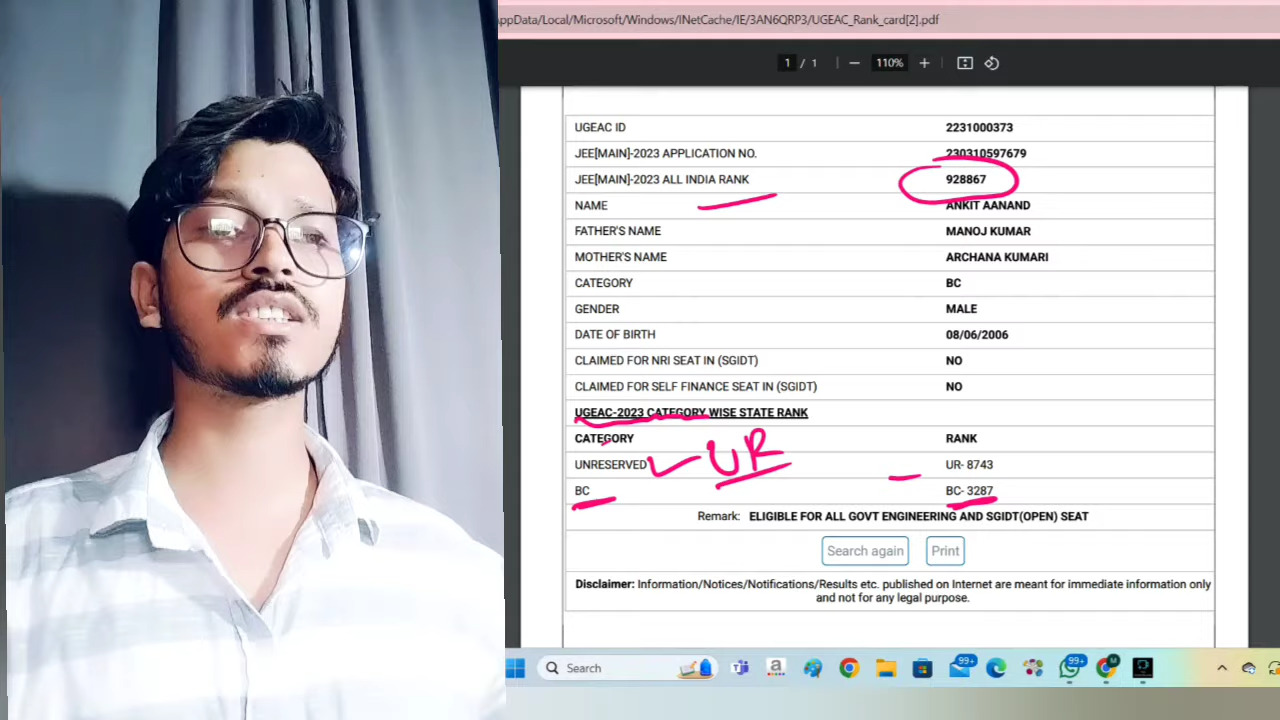 AppData/Local/Microsoft/Windows/INetCache/IE/3AN6QRP3/UGEAC_Rank_card[2].pdf
1 / 1 110%
UGEAC ID 2231000373
JEE[MAIN]-2023 APPLICATION NO. 230310597679
JEE[MAIN]-2023 ALL INDIA RANK 928867
NAME ANKIT AANAND
FATHER'S NAME MANOJ KUMAR
MOTHER'S NAME ARCHANA KUMARI
CATEGORY BC
GENDER MALE
DATE OF BIRTH 08/06/2006
CLAIMED FOR NRI SEAT IN (SGIDT) NO
CLAIMED FOR SELF FINANCE SEAT IN (SGIDT) NO
UGEAC-2023 CATEGORY WISE STATE RANK
CATEGORY RANK
UNRESERVED UR UR- 8743
BC BC- 3287
Remark: ELIGIBLE FOR ALL GOVT ENGINEERING AND SGIDT(OPEN) SEAT
Search again Print
Disclaimer: Information/Notices/Notifications/Results etc. published on Internet are meant for immediate information only
and not for any legal purpose.
Search 99+ 99+